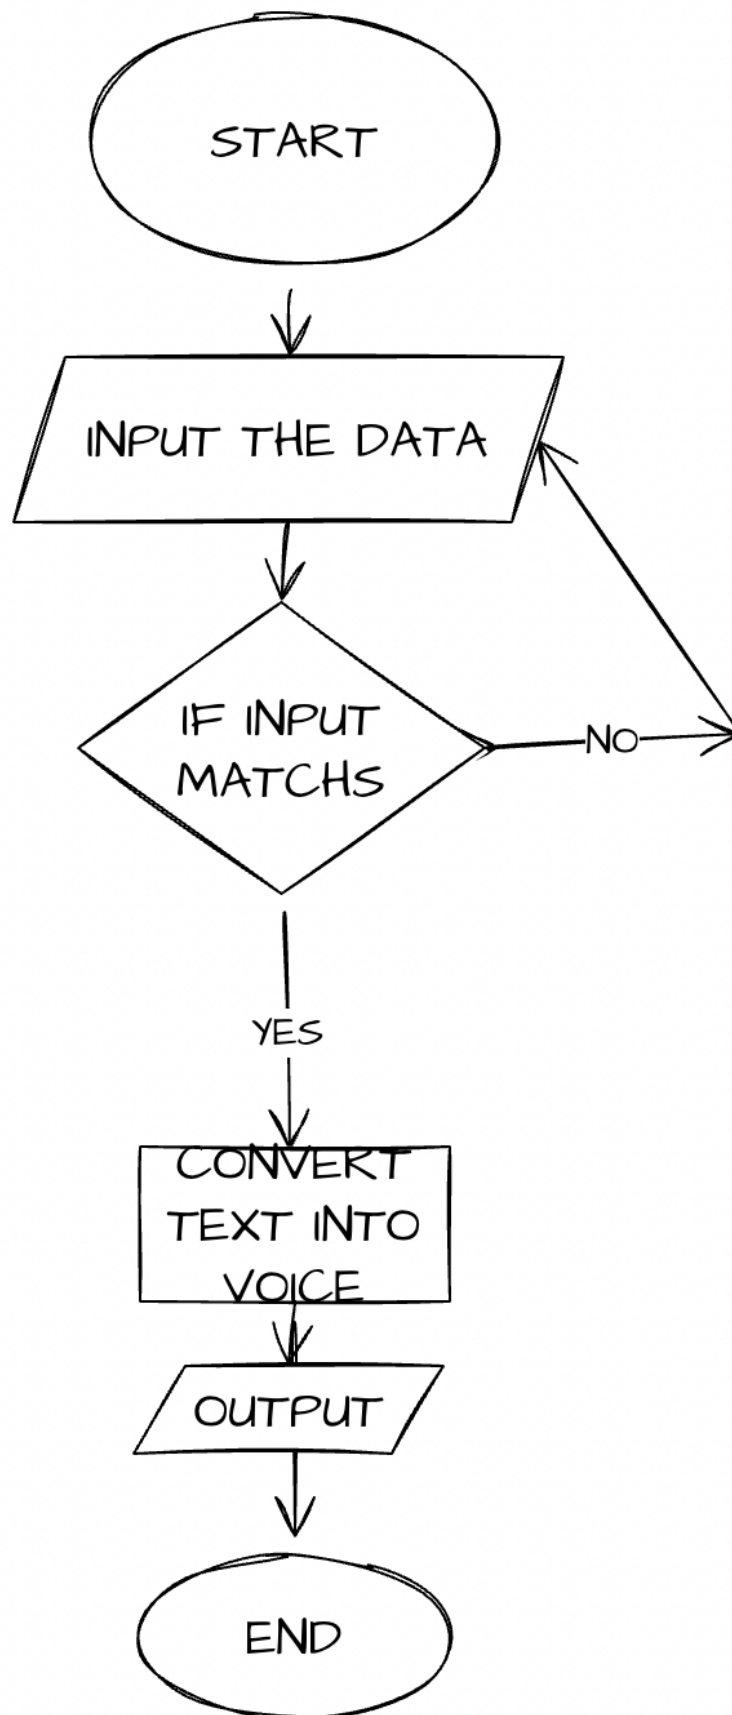 START
INPUT THE DATA
IF INPUT
MATCHS
NO
YES
CONVERT
TEXT INTO
VOICE
OUTPUT
END